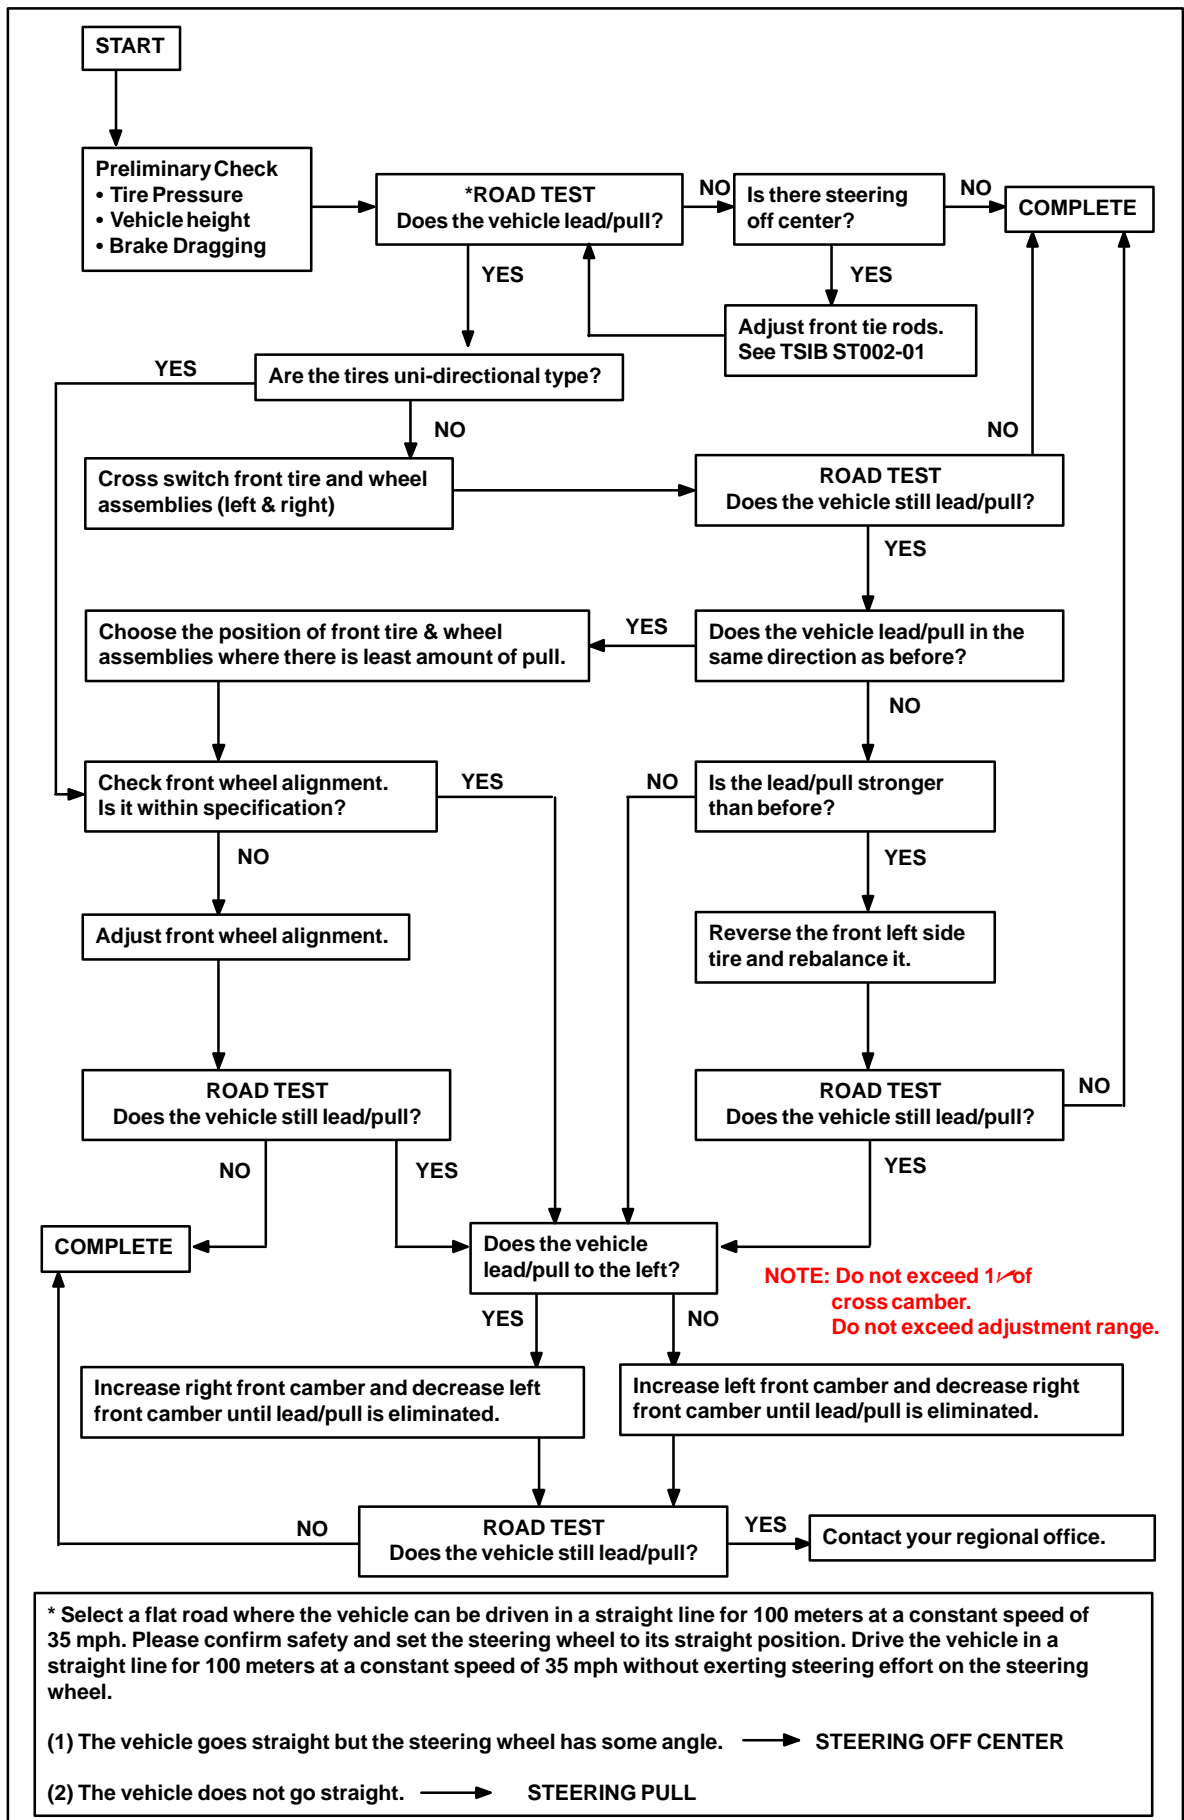 START
Preliminary Check
• Tire Pressure
• Vehicle height
• Brake Dragging
*ROAD TEST
Does the vehicle lead/pull?
NO
Is there steering
off center?
NO
COMPLETE
YES
YES
Adjust front tie rods.
See TSIB ST002-01
YES
Are the tires uni-directional type?
NO
NO
Cross switch front tire and wheel
assemblies (left & right)
ROAD TEST
Does the vehicle still lead/pull?
YES
Choose the position of front tire & wheel
assemblies where there is least amount of pull.
YES
Does the vehicle lead/pull in the
same direction as before?
NO
Check front wheel alignment.
Is it within specification?
YES
NO
Is the lead/pull stronger
than before?
NO
YES
Adjust front wheel alignment.
Reverse the front left side
tire and rebalance it.
ROAD TEST
Does the vehicle still lead/pull?
ROAD TEST
Does the vehicle still lead/pull?
NO
NO
YES
YES
COMPLETE
Does the vehicle
lead/pull to the left?
NOTE: Do not exceed 1 of
cross camber.
Do not exceed adjustment range.
YES
NO
Increase right front camber and decrease left
front camber until lead/pull is eliminated.
Increase left front camber and decrease right
front camber until lead/pull is eliminated.
NO
ROAD TEST
Does the vehicle still lead/pull?
YES
Contact your regional office.
* Select a flat road where the vehicle can be driven in a straight line for 100 meters at a constant speed of
35 mph. Please confirm safety and set the steering wheel to its straight position. Drive the vehicle in a
straight line for 100 meters at a constant speed of 35 mph without exerting steering effort on the steering
wheel.
(1) The vehicle goes straight but the steering wheel has some angle. STEERING OFF CENTER
(2) The vehicle does not go straight. STEERING PULL